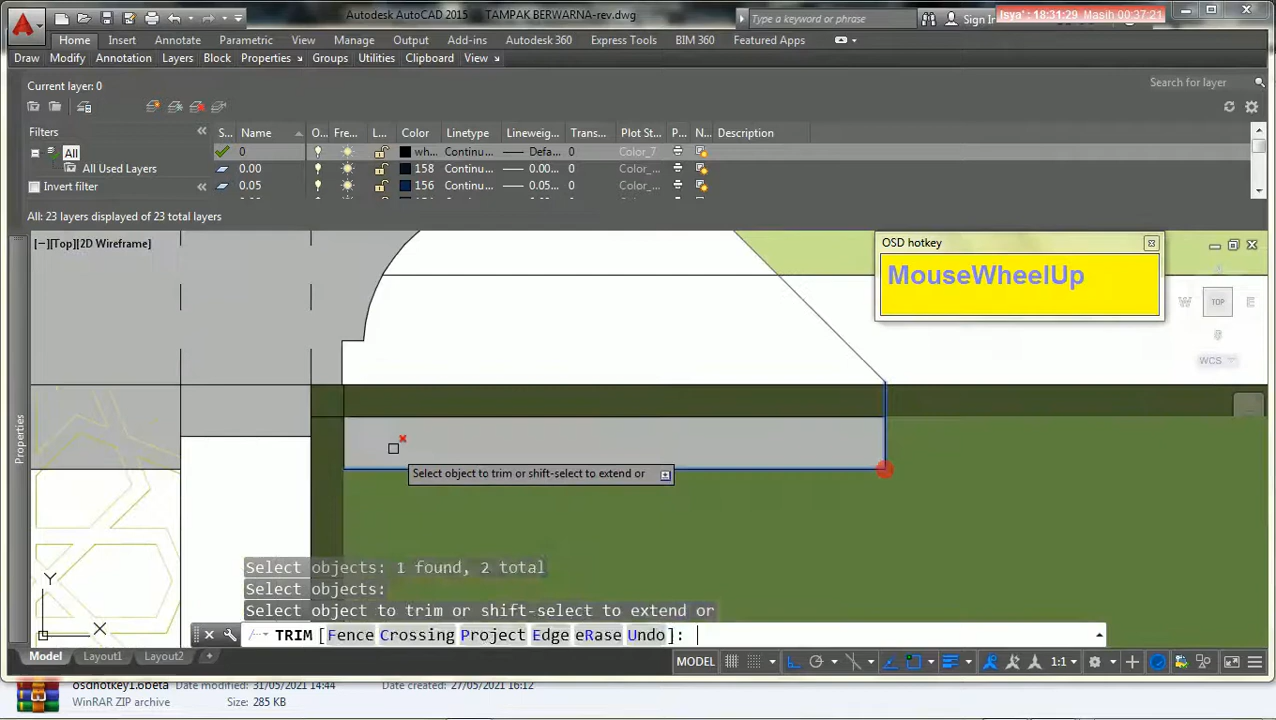 Autodesk AutoCAD 2015 TAMPAK BERWARNA-rev.dwg
Type a keyword or phrase
Sign In
Isya' - 18:31:29 Masih 00:37:21
Home Insert Annotate Parametric View Manage Output Add-ins Autodesk 360 Express Tools BIM 360 Featured Apps
Draw Modify Annotation Layers Block Properties Groups Utilities Clipboard View
Current layer: 0
Search for layer
Filters
S... Name O.. Fre... L... Color Linetype Lineweig... Trans... Plot St... P... N... Description
All
0 wh... Continu... Defa... 0 Color_7
All Used Layers
0.00 158 Continu... 0.00... 0 Color_...
Invert filter
0.05 156 Continu... 0.05... 0 Color_...
All: 23 layers displayed of 23 total layers
[−][Top][2D Wireframe]
OSD hotkey
MouseWheelUp
W TOP E
S
WCS
Properties
Select object to trim or shift-select to extend or
Select objects: 1 found, 2 total
Select objects:
Select object to trim or shift-select to extend or
TRIM [Fence Crossing Project Edge eRase Undo]:
Y
X
Model Layout1 Layout2
MODEL
1:1
osdhotkey1.6beta Date modified: 31/05/2021 14:44 Date created: 27/05/2021 16:12
WinRAR ZIP archive Size: 285 KB